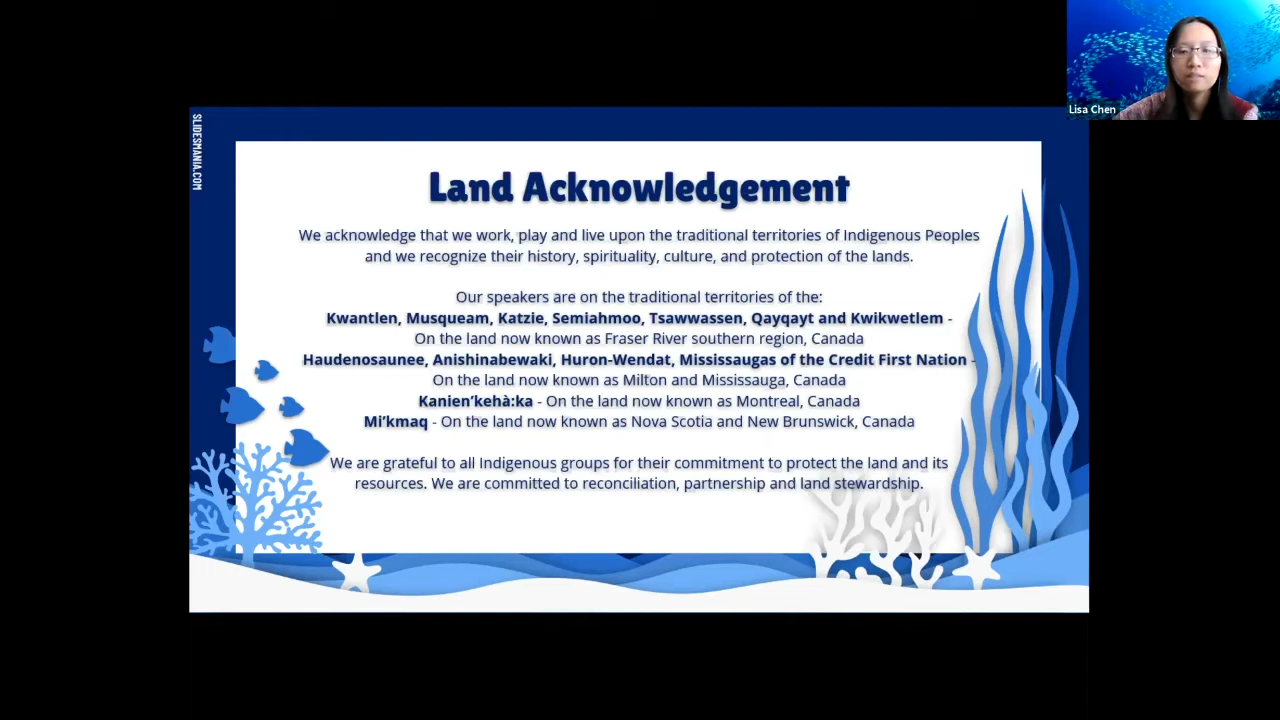 Lisa Chen
SLIDESMANIA.COM
Land Acknowledgement
We acknowledge that we work, play and live upon the traditional territories of Indigenous Peoples
and we recognize their history, spirituality, culture, and protection of the lands.
Our speakers are on the traditional territories of the:
Kwantlen, Musqueam, Katzie, Semiahmoo, Tsawwassen, Qayqayt and Kwikwetlem -
On the land now known as Fraser River southern region, Canada
Haudenosaunee, Anishinabewaki, Huron-Wendat, Mississaugas of the Credit First Nation -
On the land now known as Milton and Mississauga, Canada
Kanien’kehà:ka - On the land now known as Montreal, Canada
Mi’kmaq - On the land now known as Nova Scotia and New Brunswick, Canada
We are grateful to all Indigenous groups for their commitment to protect the land and its
resources. We are committed to reconciliation, partnership and land stewardship.